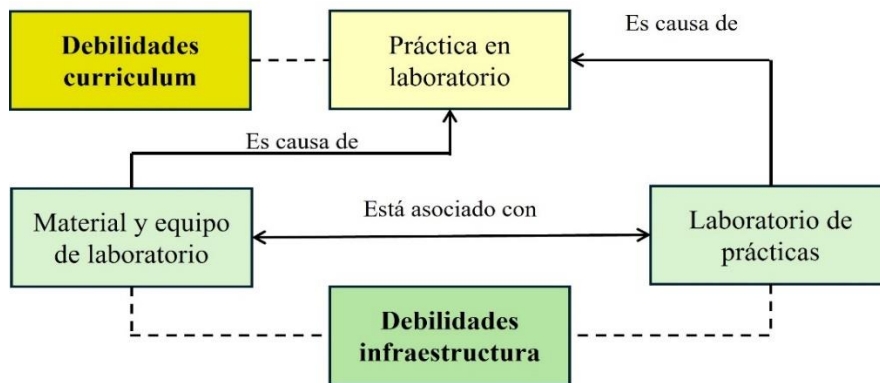 Es causa de
Debilidades
curriculum
Práctica en
laboratorio
Es causa de
Material y equipo
de laboratorio
Está asociado con
Laboratorio de
prácticas
Debilidades
infraestructura